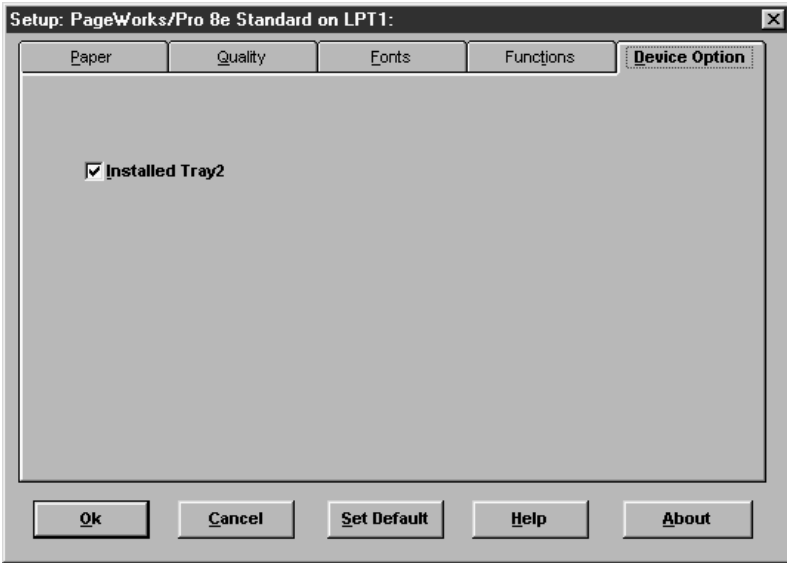 Setup: PageWorks/Pro 8e Standard on LPT1:
Paper Quality Fonts Functions Device Option
Installed Tray2
Ok Cancel Set Default Help About